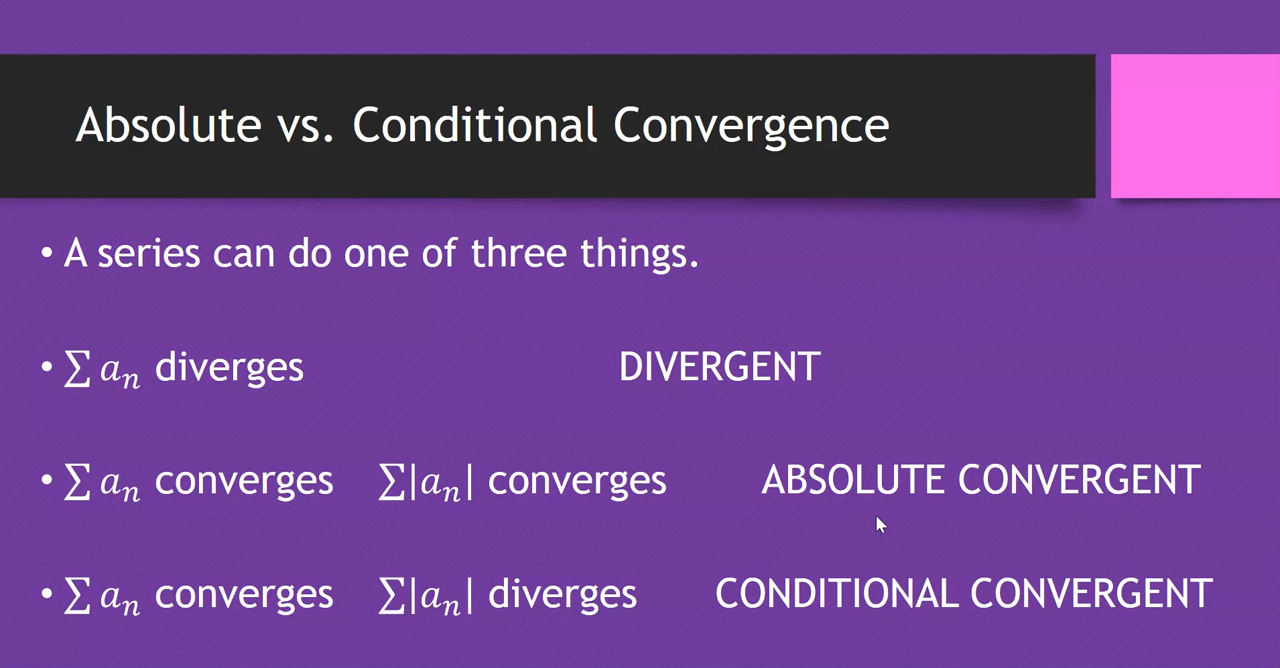 Absolute vs. Conditional Convergence
• A series can do one of three things.
• ∑ aₙ diverges DIVERGENT
• ∑ aₙ converges ∑|aₙ| converges ABSOLUTE CONVERGENT
• ∑ aₙ converges ∑|aₙ| diverges CONDITIONAL CONVERGENT